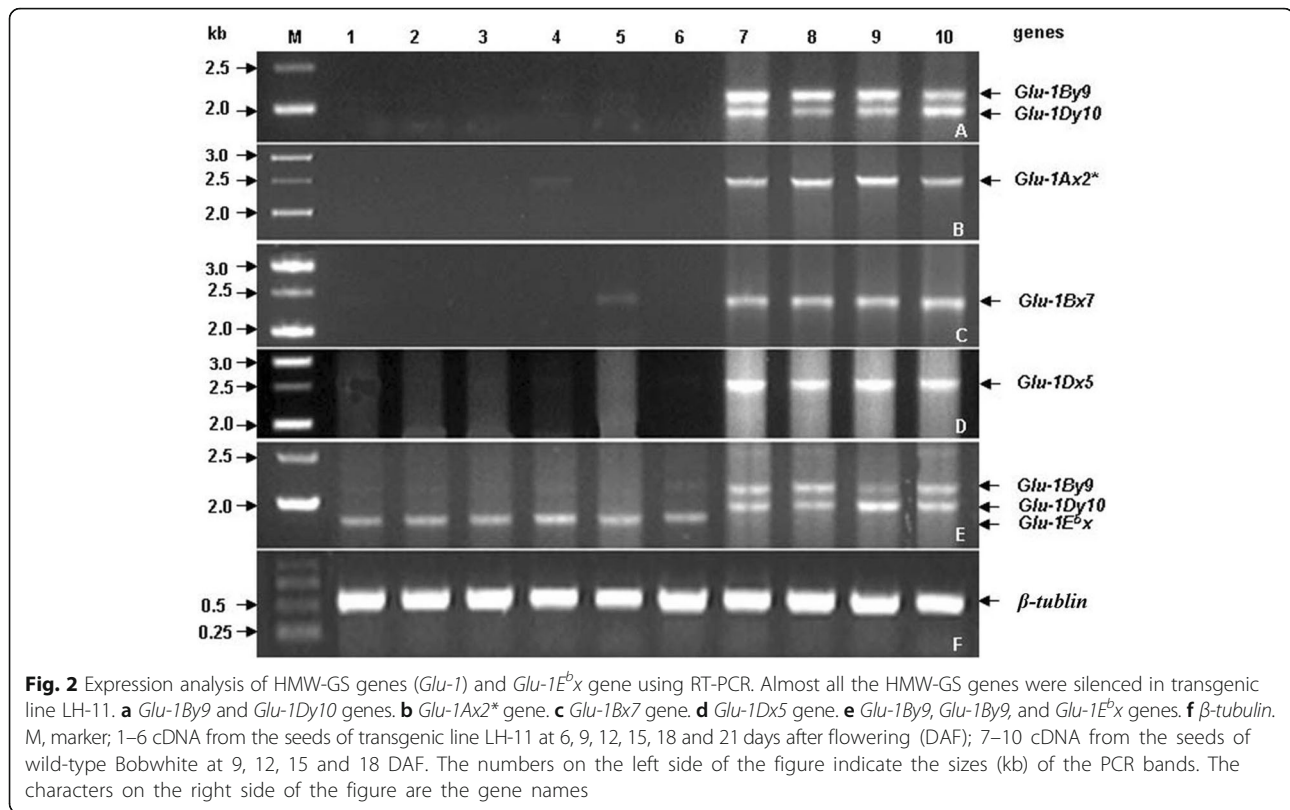 kb M 1 2 3 4 5 6 7 8 9 10 genes
2.5
2.0
Glu-1By9
Glu-1Dy10
A
3.0
2.5
2.0
Glu-1Ax2*
B
3.0
2.5
2.0
Glu-1Bx7
C
3.0
2.5
2.0
Glu-1Dx5
D
2.5
2.0
Glu-1By9
Glu-1Dy10
Glu-1Eᵇx
E
0.5
0.25
β-tublin
F
Fig. 2 Expression analysis of HMW-GS genes (Glu-1) and Glu-1Eᵇx gene using RT-PCR. Almost all the HMW-GS genes were silenced in transgenic
line LH-11. a Glu-1By9 and Glu-1Dy10 genes. b Glu-1Ax2* gene. c Glu-1Bx7 gene. d Glu-1Dx5 gene. e Glu-1By9, Glu-1By9, and Glu-1Eᵇx genes. f β-tubulin.
M, marker; 1–6 cDNA from the seeds of transgenic line LH-11 at 6, 9, 12, 15, 18 and 21 days after flowering (DAF); 7–10 cDNA from the seeds of
wild-type Bobwhite at 9, 12, 15 and 18 DAF. The numbers on the left side of the figure indicate the sizes (kb) of the PCR bands. The
characters on the right side of the figure are the gene names